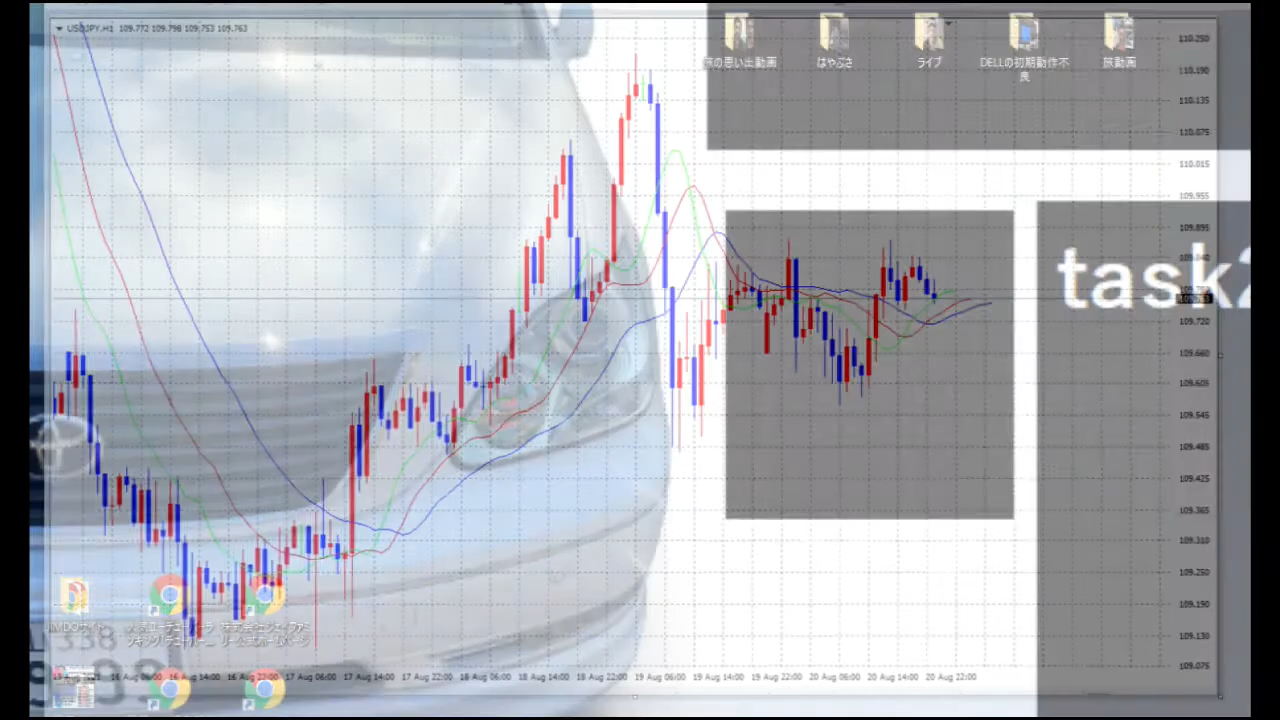 USDJPY,H1 109.772 109.798 109.753 109.763
旅の思い出動画
はやぶさ
ライブ
DELLの初期動作不
良
旅動画
110.250
110.190
110.135
110.075
110.015
109.955
109.895
109.840
109.720
109.660
109.605
109.545
109.485
109.425
109.365
109.310
109.250
109.190
109.130
109.075
task2
16 Aug 06:00
16 Aug 14:00
16 Aug 22:00
17 Aug 06:00
17 Aug 14:00
17 Aug 22:00
18 Aug 06:00
18 Aug 14:00
18 Aug 22:00
19 Aug 06:00
19 Aug 14:00
19 Aug 22:00
20 Aug 06:00
20 Aug 14:00
20 Aug 22:00